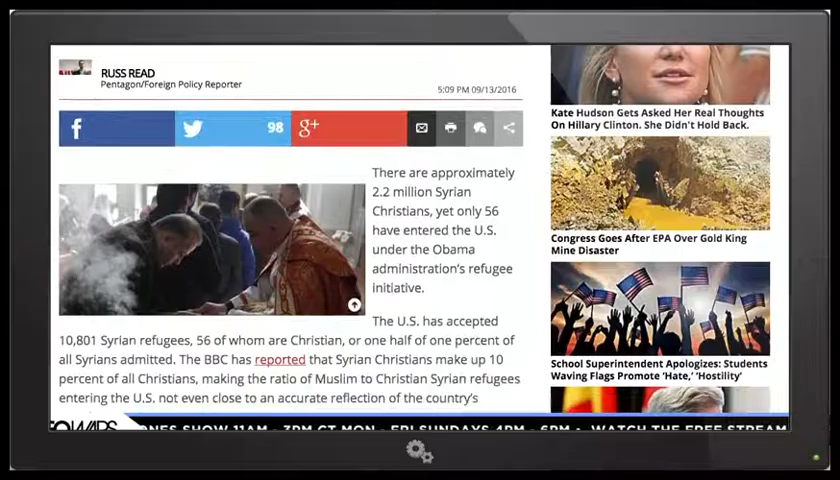 RUSS READ
Pentagon/Foreign Policy Reporter
5:09 PM 09/13/2016
98
There are approximately
2.2 million Syrian
Christians, yet only 56
have entered the U.S.
under the Obama
administration's refugee
initiative.
The U.S. has accepted
10,801 Syrian refugees, 56 of whom are Christian, or one half of one percent of
all Syrians admitted. The BBC has reported that Syrian Christians make up 10
percent of all Christians, making the ratio of Muslim to Christian Syrian refugees
entering the U.S. not even close to an accurate reflection of the country's
Kate Hudson Gets Asked Her Real Thoughts
On Hillary Clinton. She Didn't Hold Back.
Congress Goes After EPA Over Gold King
Mine Disaster
School Superintendent Apologizes: Students
Waving Flags Promote 'Hate,' 'Hostility'
SHOW 11AM - 3PM CT MON - FRI/SUNDAYS 4PM - 6PM - WATCH THE FREE STREAM